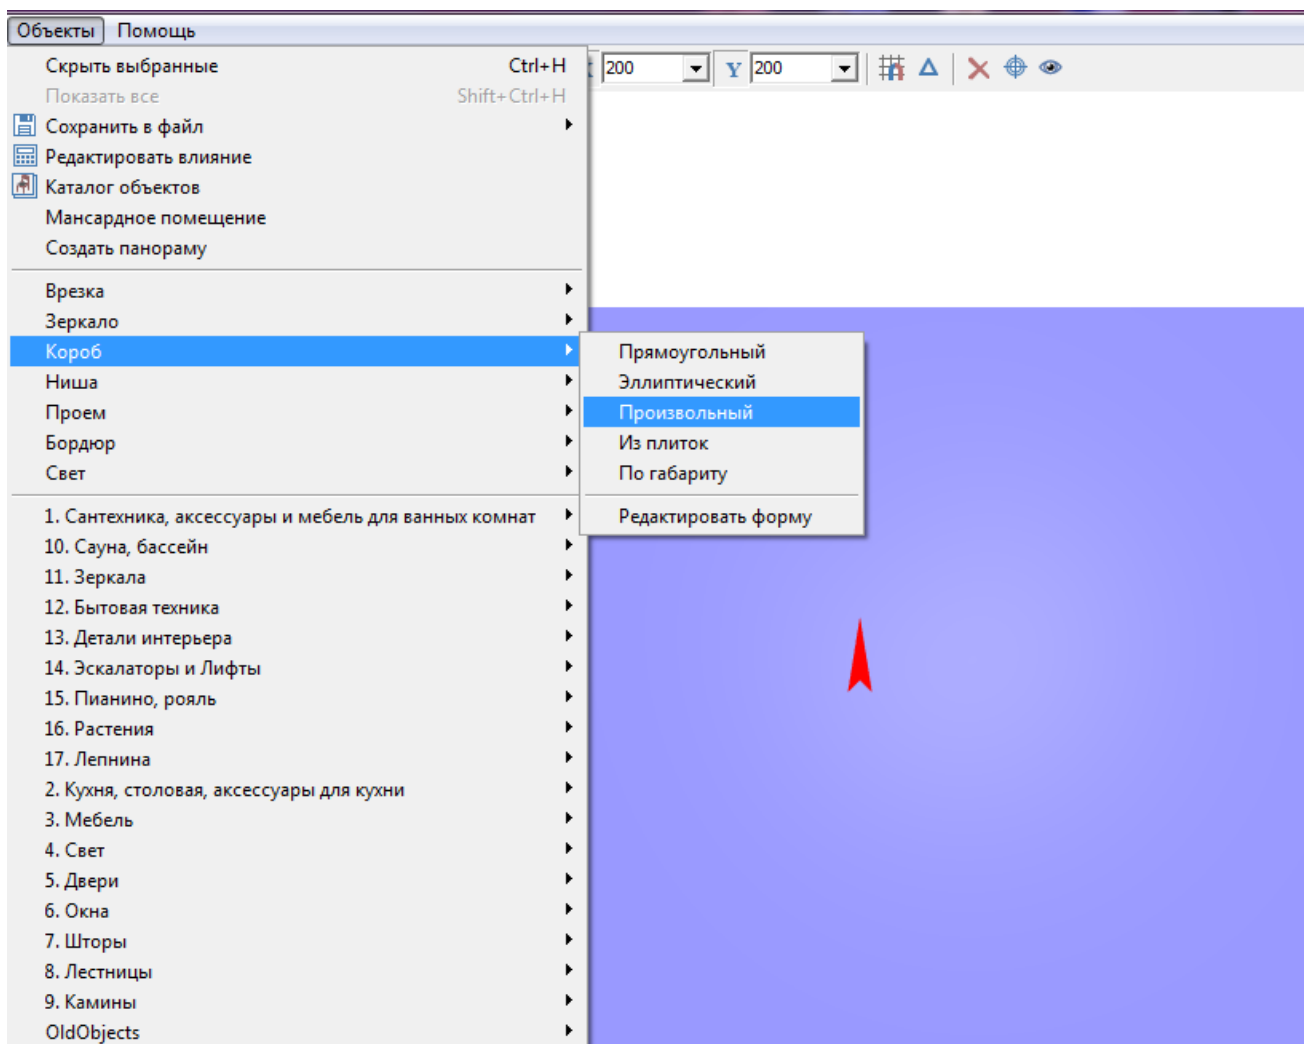 Объекты Помощь
Скрыть выбранные Ctrl+H
200 Y 200
Показать все Shift+Ctrl+H
Сохранить в файл
Редактировать влияние
Каталог объектов
Мансардное помещение
Создать панораму
Врезка
Зеркало
Короб
Ниша
Проем
Бордюр
Свет
Прямоугольный
Эллиптический
Произвольный
Из плиток
По габариту
Редактировать форму
1. Сантехника, аксессуары и мебель для ванных комнат
10. Сауна, бассейн
11. Зеркала
12. Бытовая техника
13. Детали интерьера
14. Эскалаторы и Лифты
15. Пианино, рояль
16. Растения
17. Лепнина
2. Кухня, столовая, аксессуары для кухни
3. Мебель
4. Свет
5. Двери
6. Окна
7. Шторы
8. Лестницы
9. Камины
OldObjects